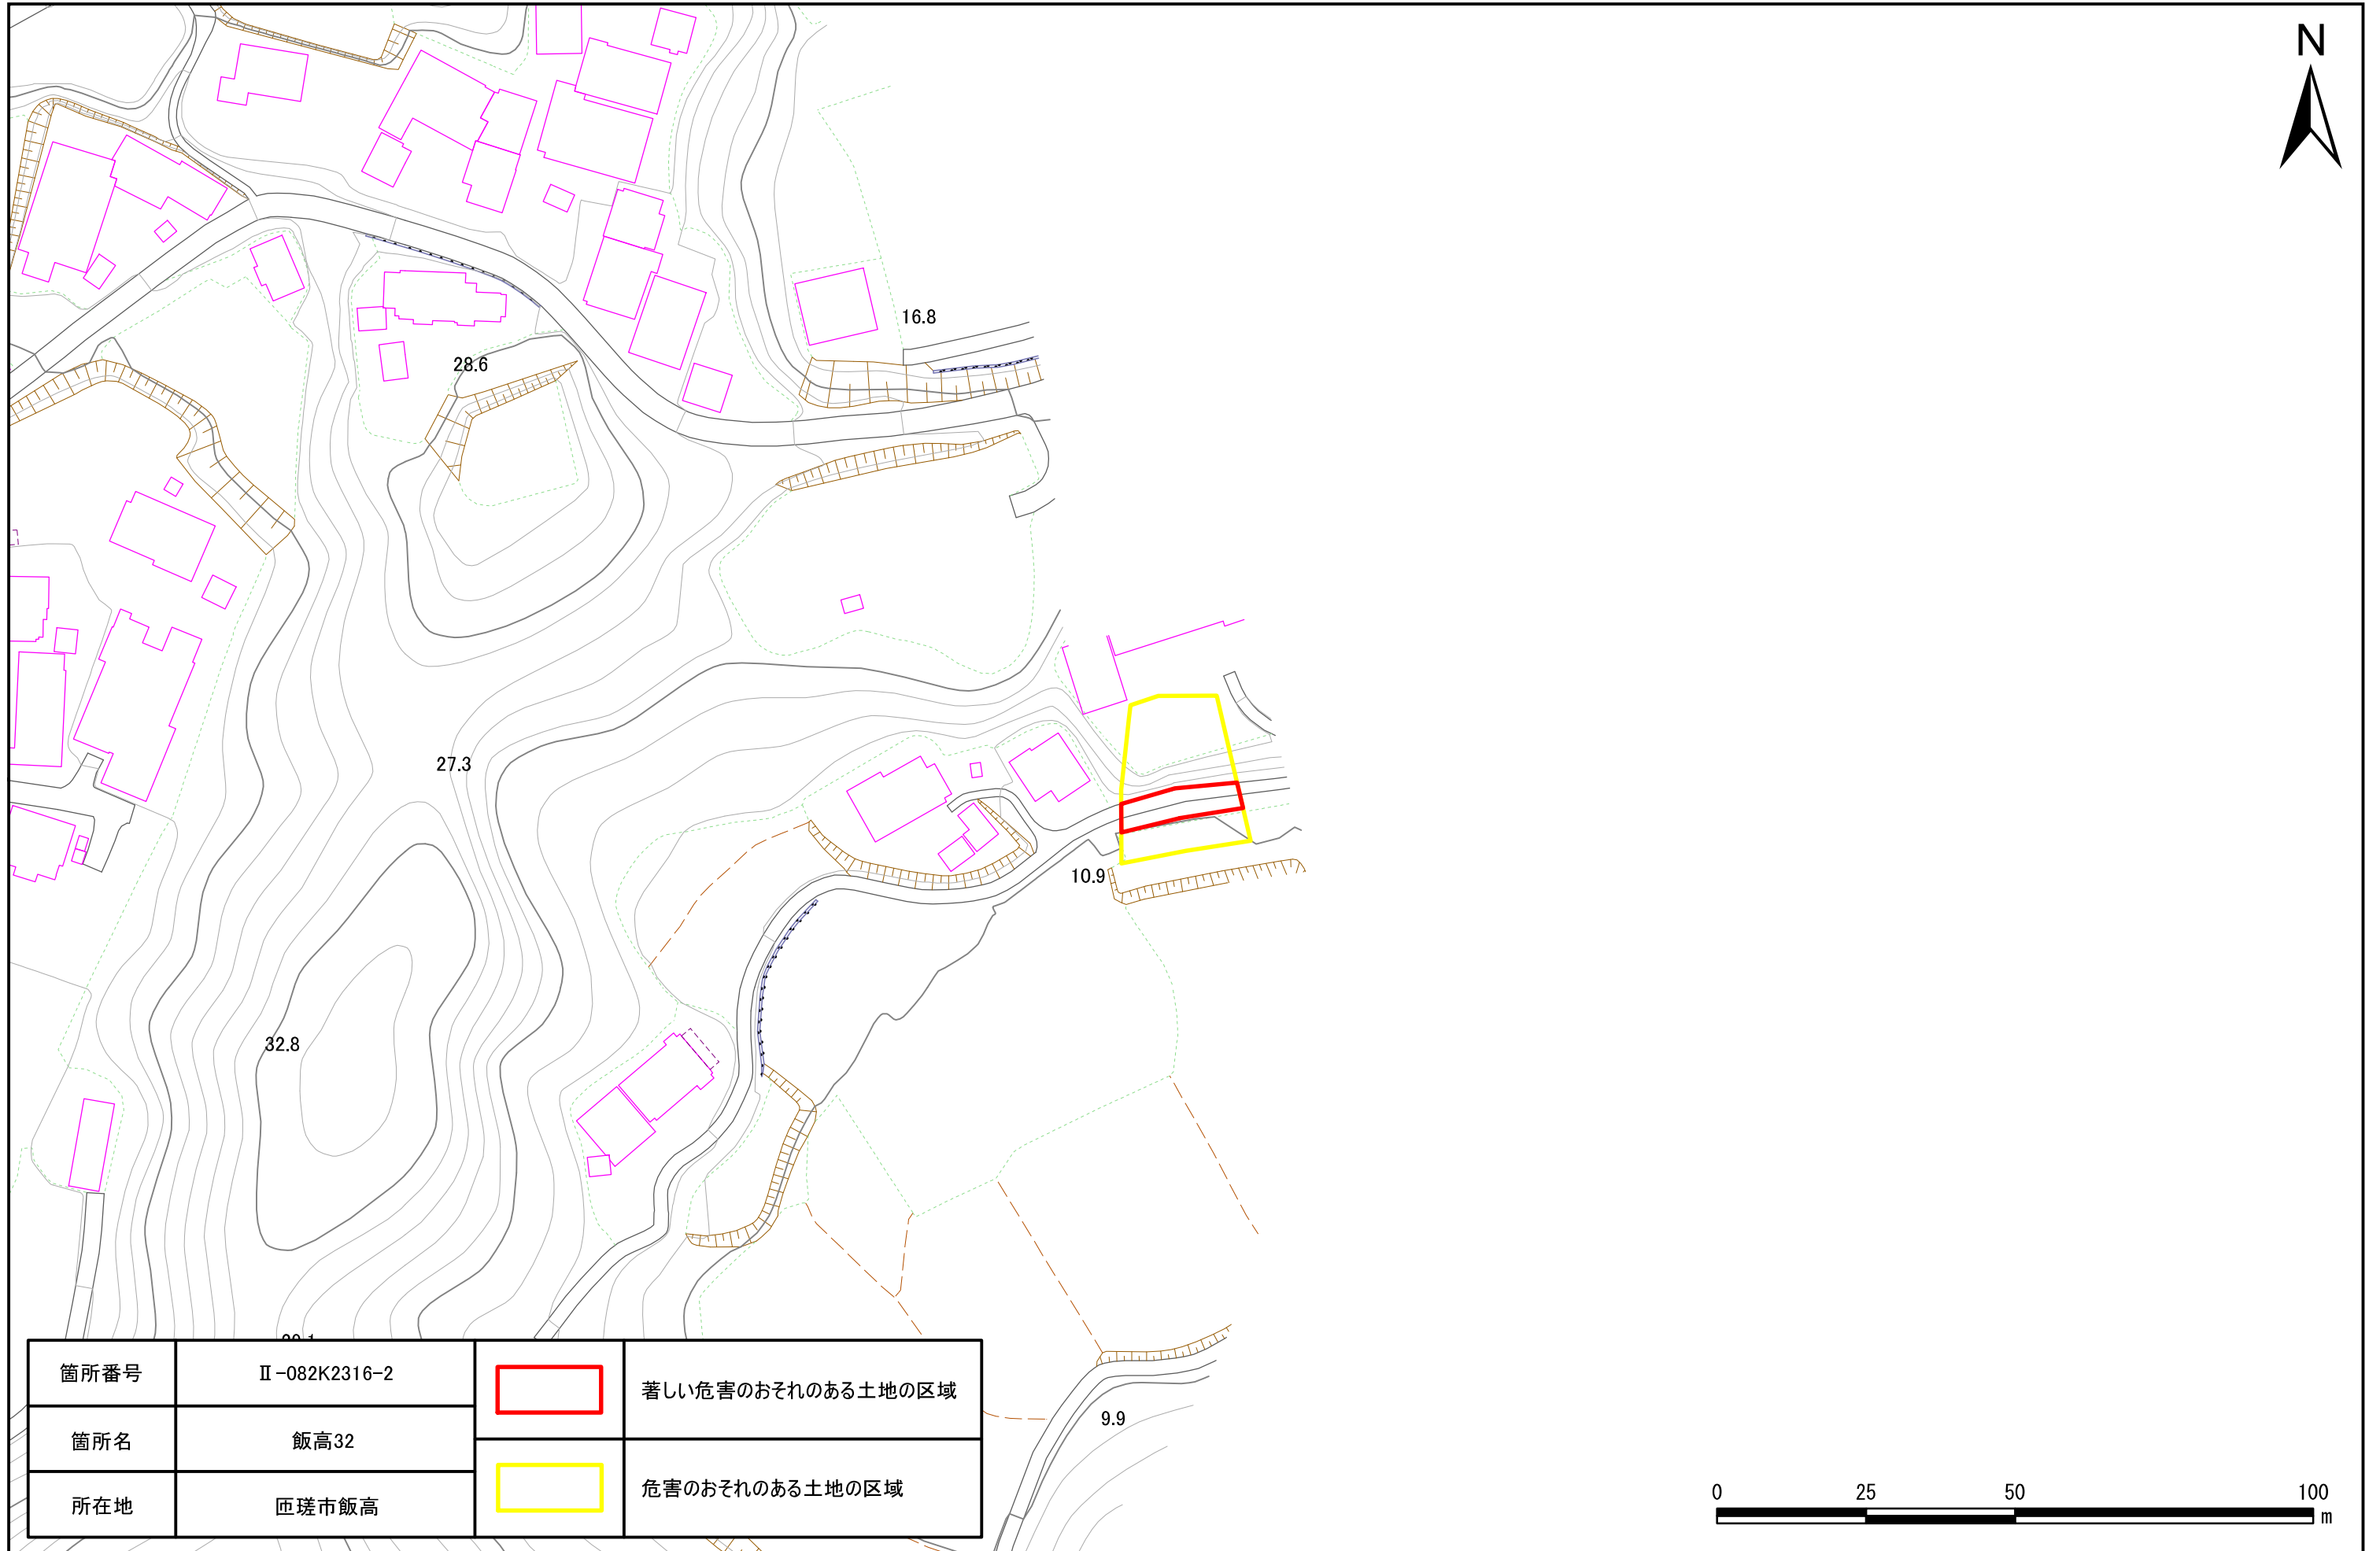 N
16.8
28.6
27.3
10.9
32.8
箇所番号 Ⅱ-082K2316-2
著しい危害のおそれのある土地の区域
箇所名 飯高32
9.9
危害のおそれのある土地の区域
所在地 匝瑳市飯高
0 25 50 100
m